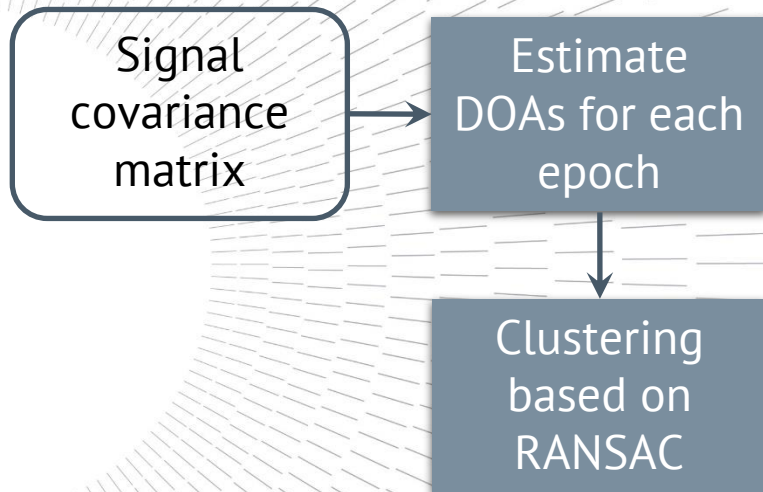 Signal
covariance
matrix
Estimate
DOAs for each
epoch
Clustering
based on
RANSAC